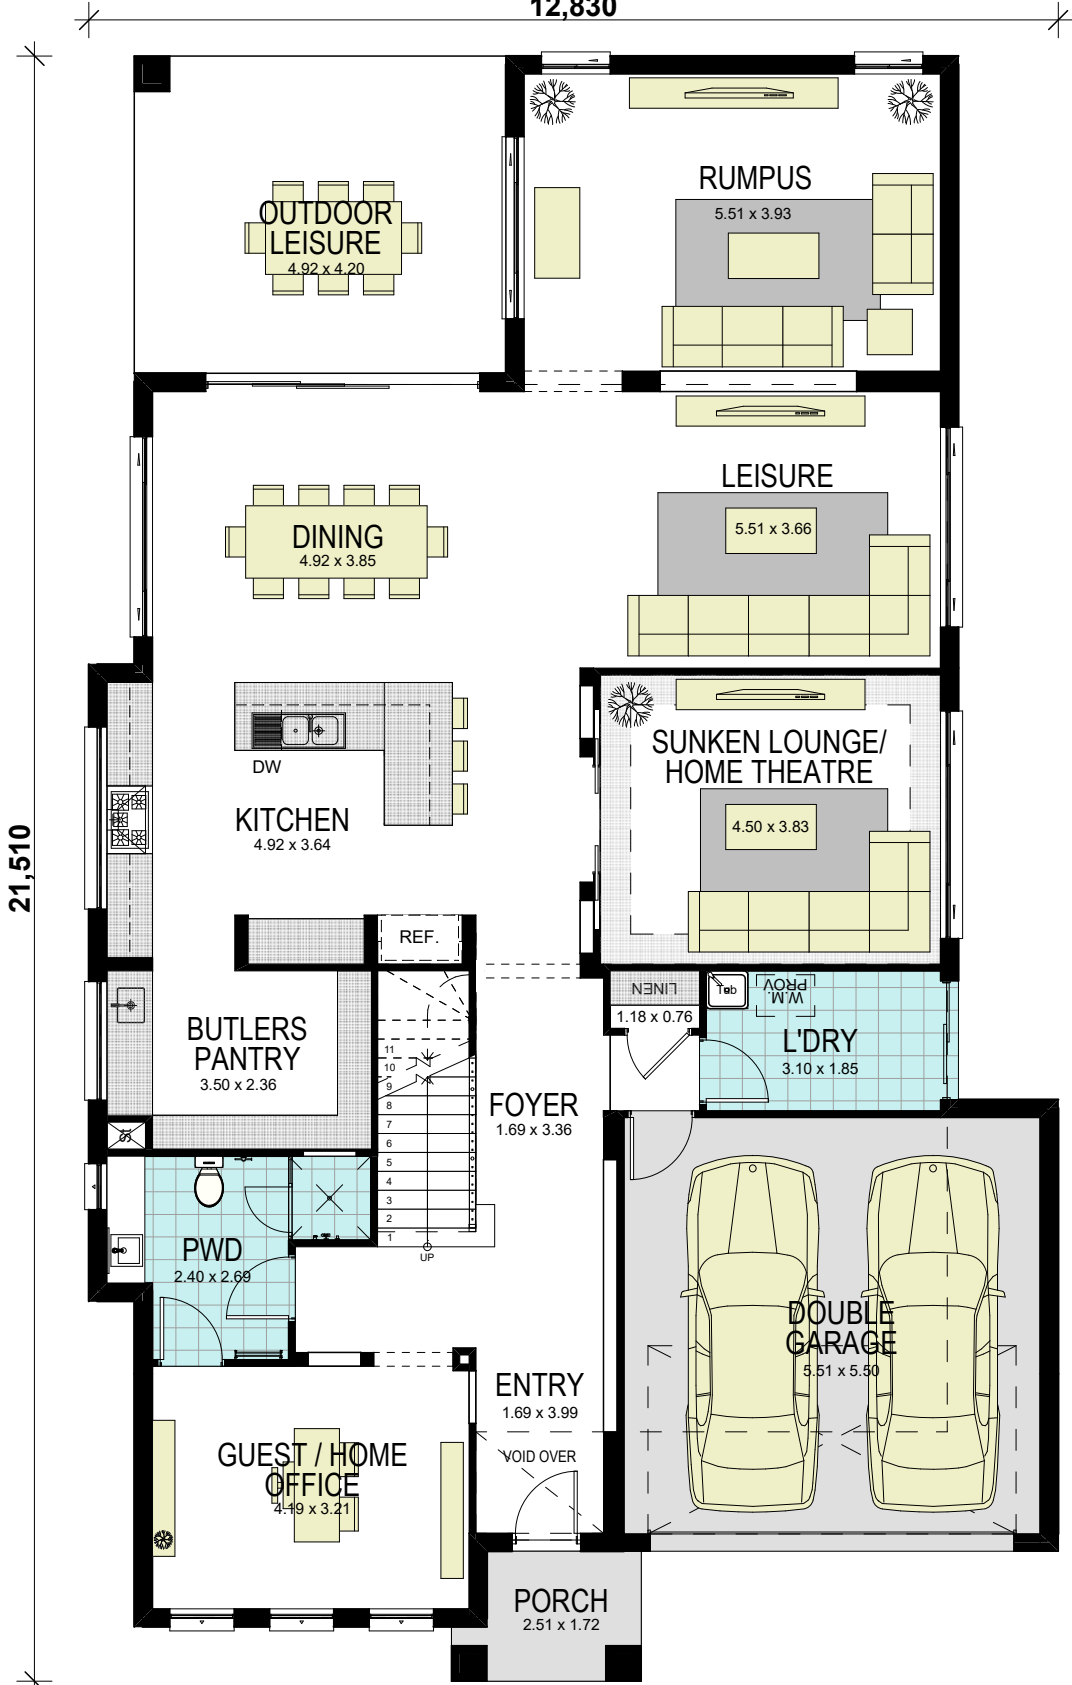 12,830
21,510
OUTDOOR
LEISURE
4.92 x 4.20
RUMPUS
5.51 x 3.93
DINING
4.92 x 3.85
LEISURE
5.51 x 3.66
DW
KITCHEN
4.92 x 3.64
SUNKEN LOUNGE/
HOME THEATRE
4.50 x 3.83
REF.
LINEN
1.18 x 0.76
Tub
W.M.
PROV
L'DRY
3.10 x 1.85
BUTLERS
PANTRY
3.50 x 2.36
St
11
10
9
8
7
6
5
4
3
2
1
UP
FOYER
1.69 x 3.36
PWD
2.40 x 2.69
DOUBLE
GARAGE
5.51 x 5.50
ENTRY
1.69 x 3.99
VOID OVER
GUEST / HOME
OFFICE
4.19 x 3.21
PORCH
2.51 x 1.72